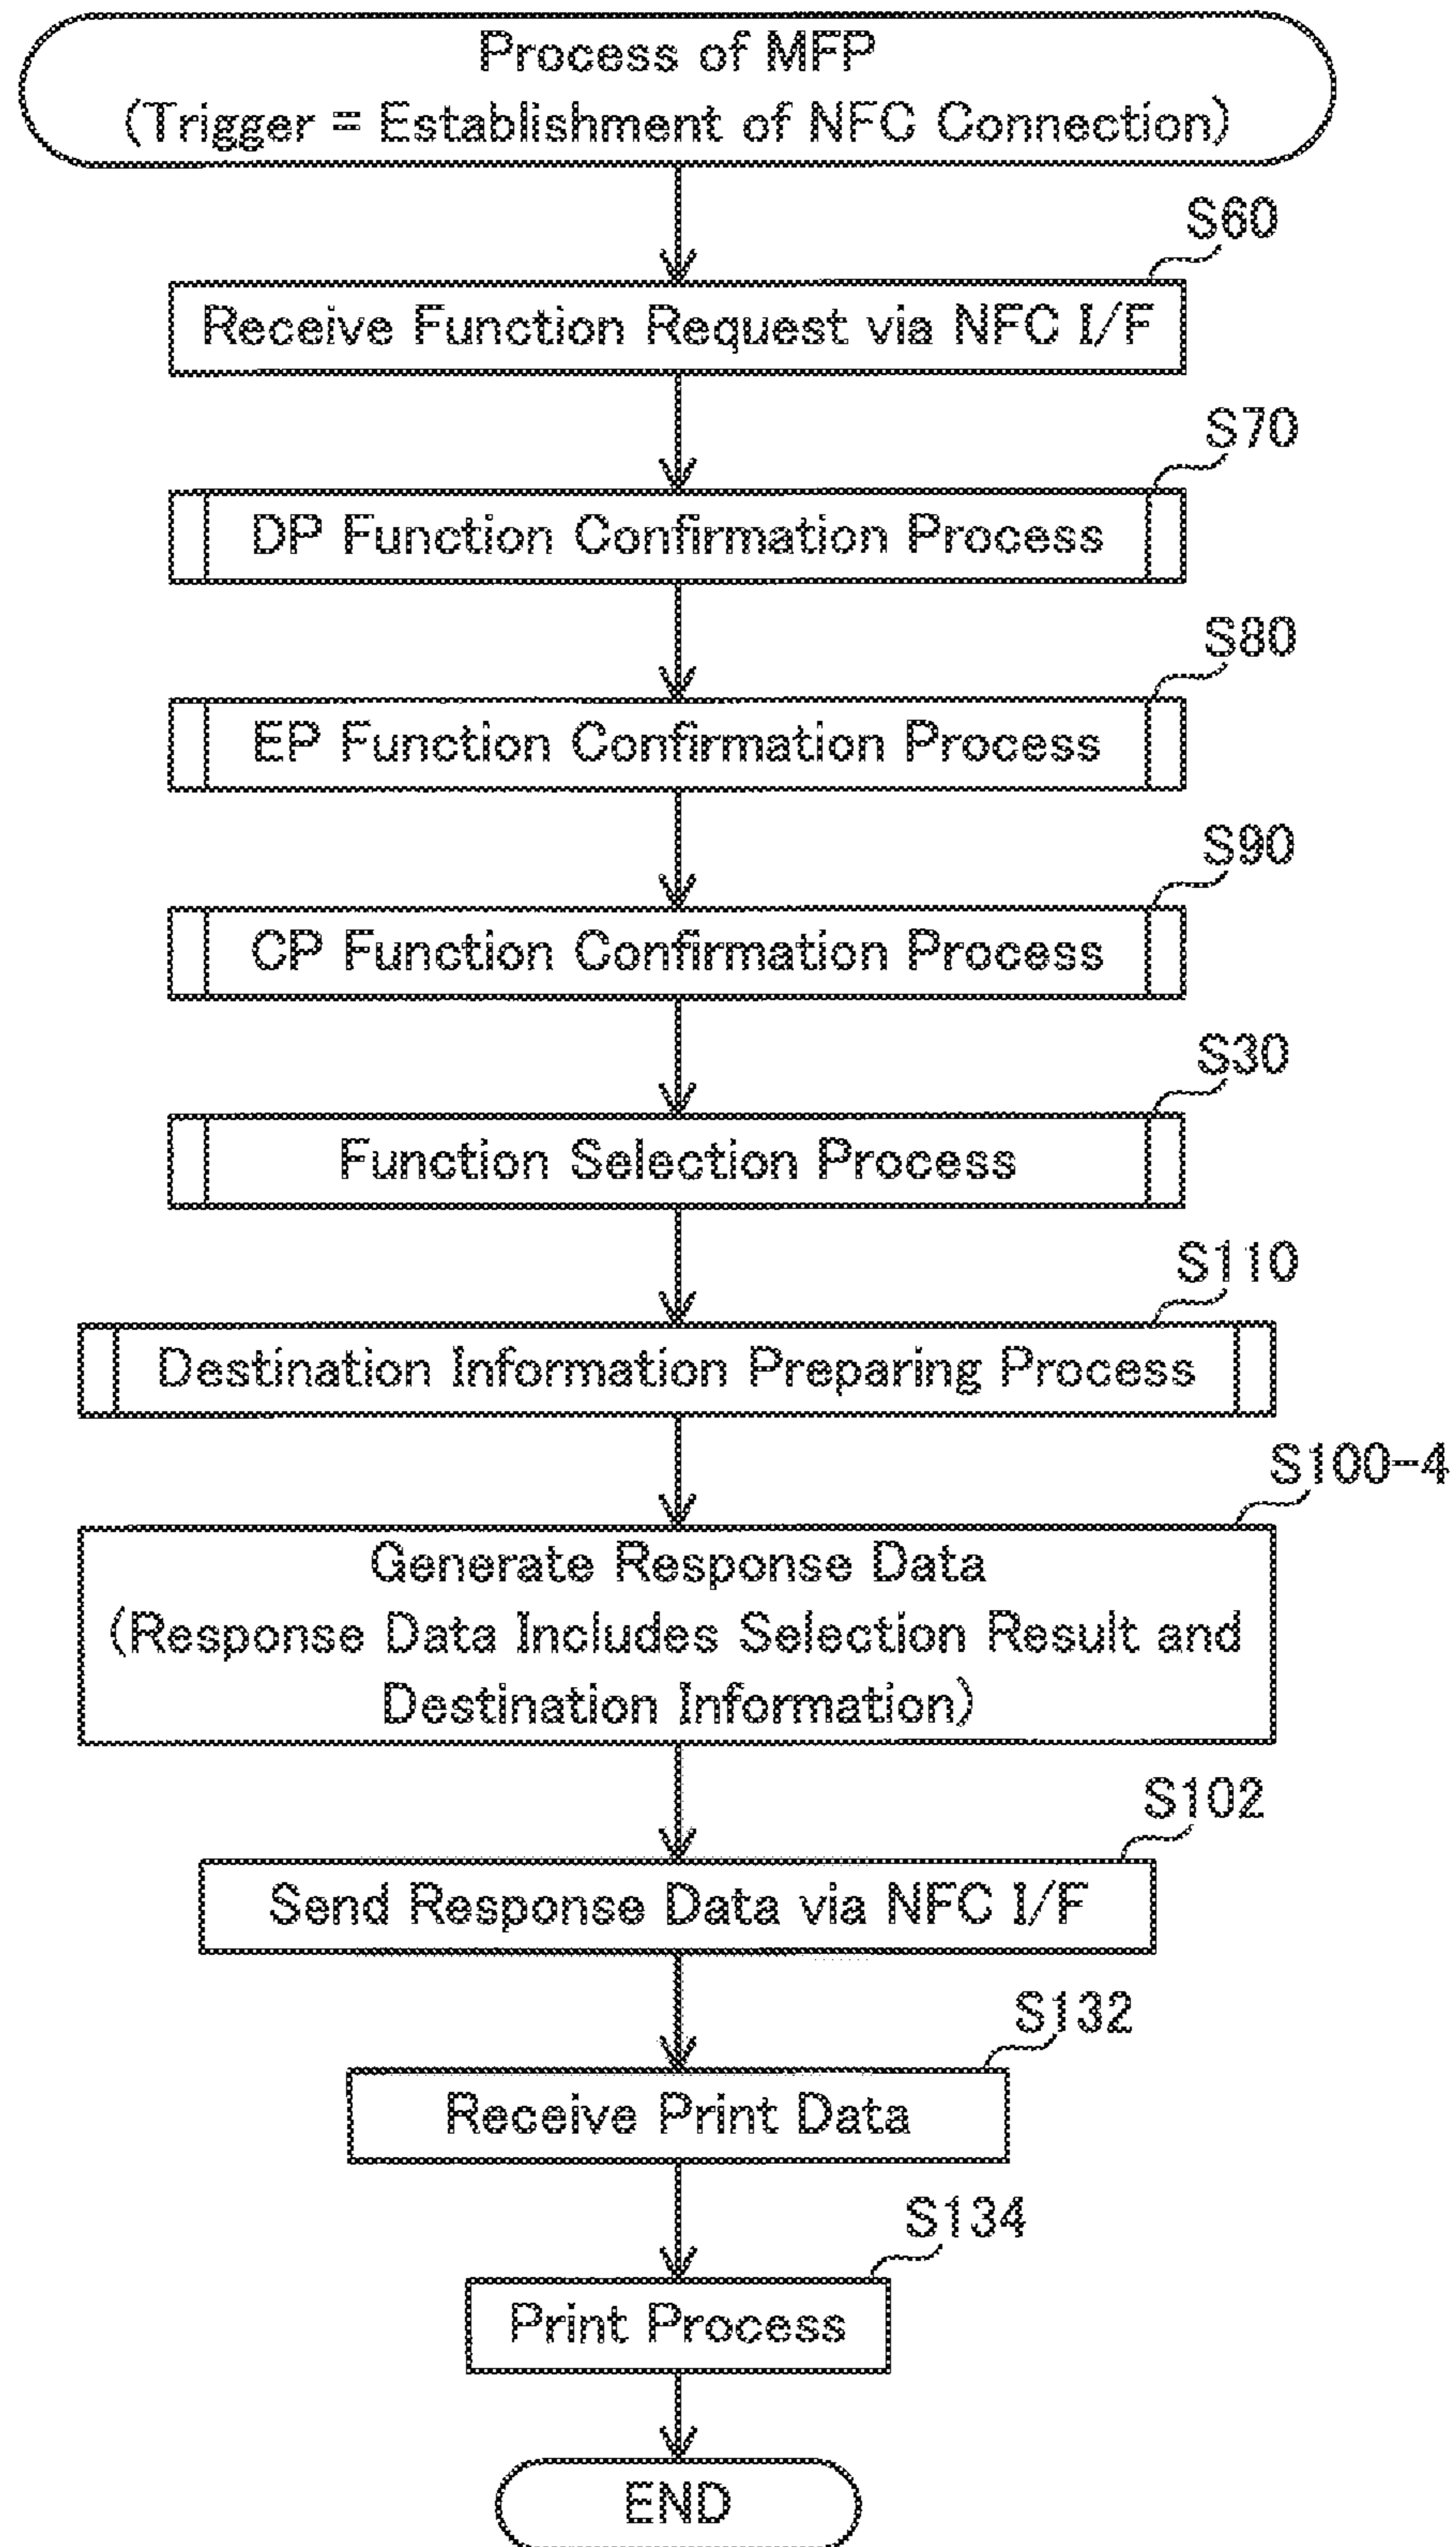 Process of MFP
(Trigger = Establishment of NFC Connection)
S60
Receive Function Request via NFC I/F
S70
DP Function Confirmation Process
S80
EP Function Confirmation Process
S90
CP Function Confirmation Process
S30
Function Selection Process
S110
Destination Information Preparing Process
S100-4
Generate Response Data
(Response Data Includes Selection Result and
Destination Information)
S102
Send Response Data via NFC I/F
S132
Receive Print Data
S134
Print Process
END